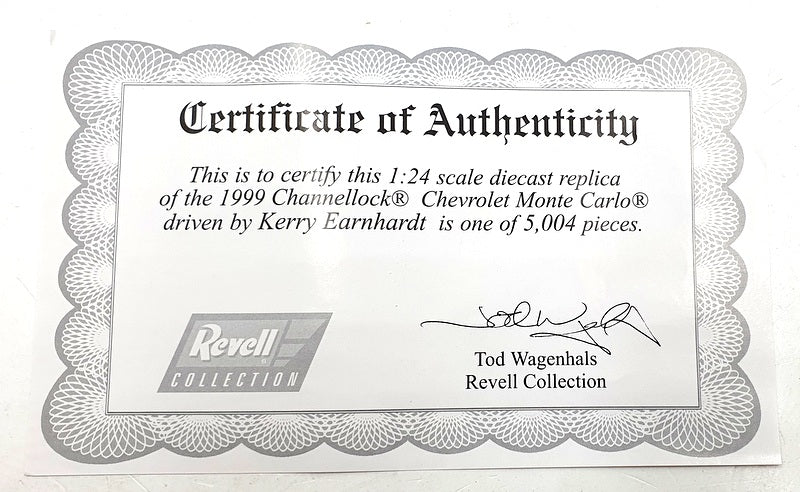 Certificate of Authenticity
This is to certify this 1:24 scale diecast replica
of the 1999 Channellock® Chevrolet Monte Carlo®
driven by Kerry Earnhardt is one of 5,004 pieces.
Revell
COLLECTION
Tod Wagenhals
Revell Collection